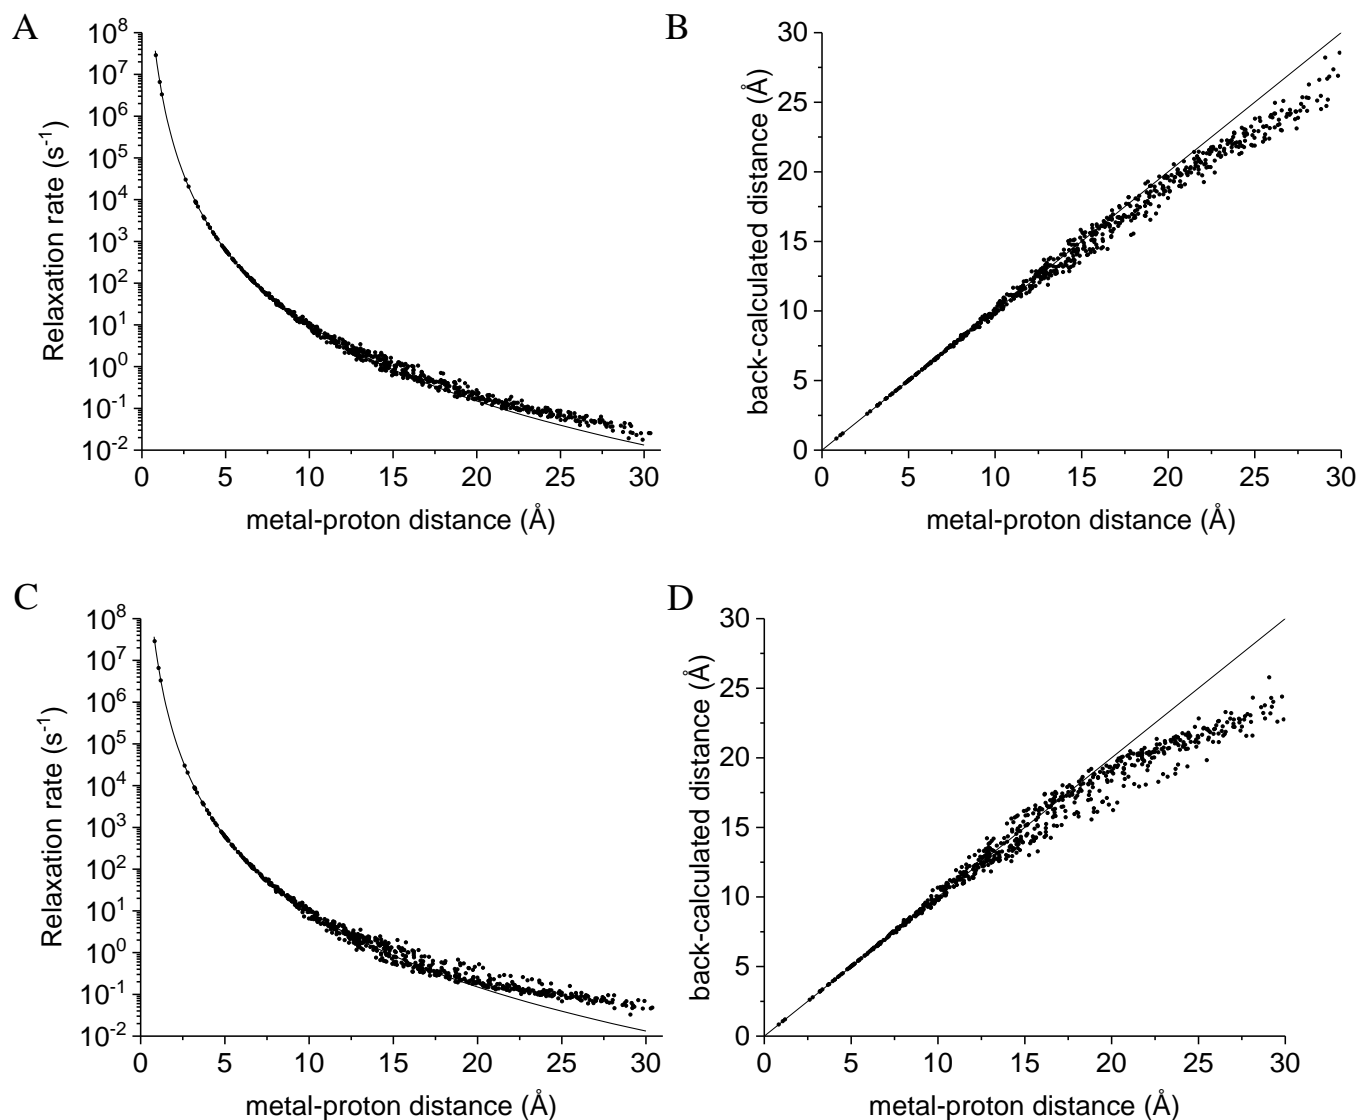 A
10⁸
10⁷
10⁶
10⁵
10⁴
10³
10²
10¹
10⁰
10⁻¹
10⁻²
Relaxation rate (s⁻¹)
0 5 10 15 20 25 30
metal-proton distance (Å)
B
30
25
20
15
10
5
0
back-calculated distance (Å)
0 5 10 15 20 25 30
metal-proton distance (Å)
C
10⁸
10⁷
10⁶
10⁵
10⁴
10³
10²
10¹
10⁰
10⁻¹
10⁻²
Relaxation rate (s⁻¹)
0 5 10 15 20 25 30
metal-proton distance (Å)
D
30
25
20
15
10
5
0
back-calculated distance (Å)
0 5 10 15 20 25 30
metal-proton distance (Å)